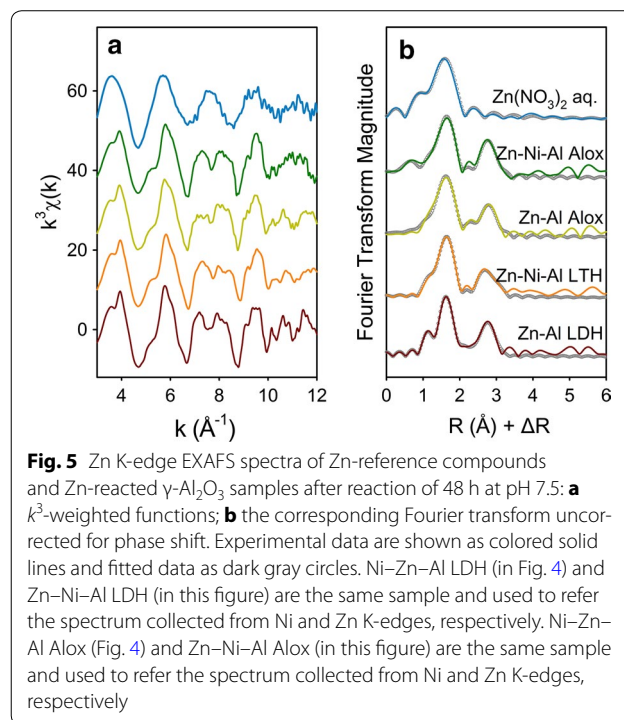 a
b
60
40
20
0
k³χ(k)
4
6
8
10
12
k (Å⁻¹)
Fourier Transform Magnitude
Zn(NO₃)₂ aq.
Zn-Ni-Al Alox
Zn-Al Alox
Zn-Ni-Al LTH
Zn-Al LDH
0
1
2
3
4
5
6
R (Å) + ΔR
Fig. 5 Zn K-edge EXAFS spectra of Zn-reference compounds
and Zn-reacted γ-Al₂O₃ samples after reaction of 48 h at pH 7.5: a
k³-weighted functions; b the corresponding Fourier transform uncor-
rected for phase shift. Experimental data are shown as colored solid
lines and fitted data as dark gray circles. Ni–Zn–Al LDH (in Fig. 4) and
Zn–Ni–Al LDH (in this figure) are the same sample and used to refer
the spectrum collected from Ni and Zn K-edges, respectively. Ni–Zn–
Al Alox (Fig. 4) and Zn–Ni–Al Alox (in this figure) are the same sample
and used to refer the spectrum collected from Ni and Zn K-edges,
respectively